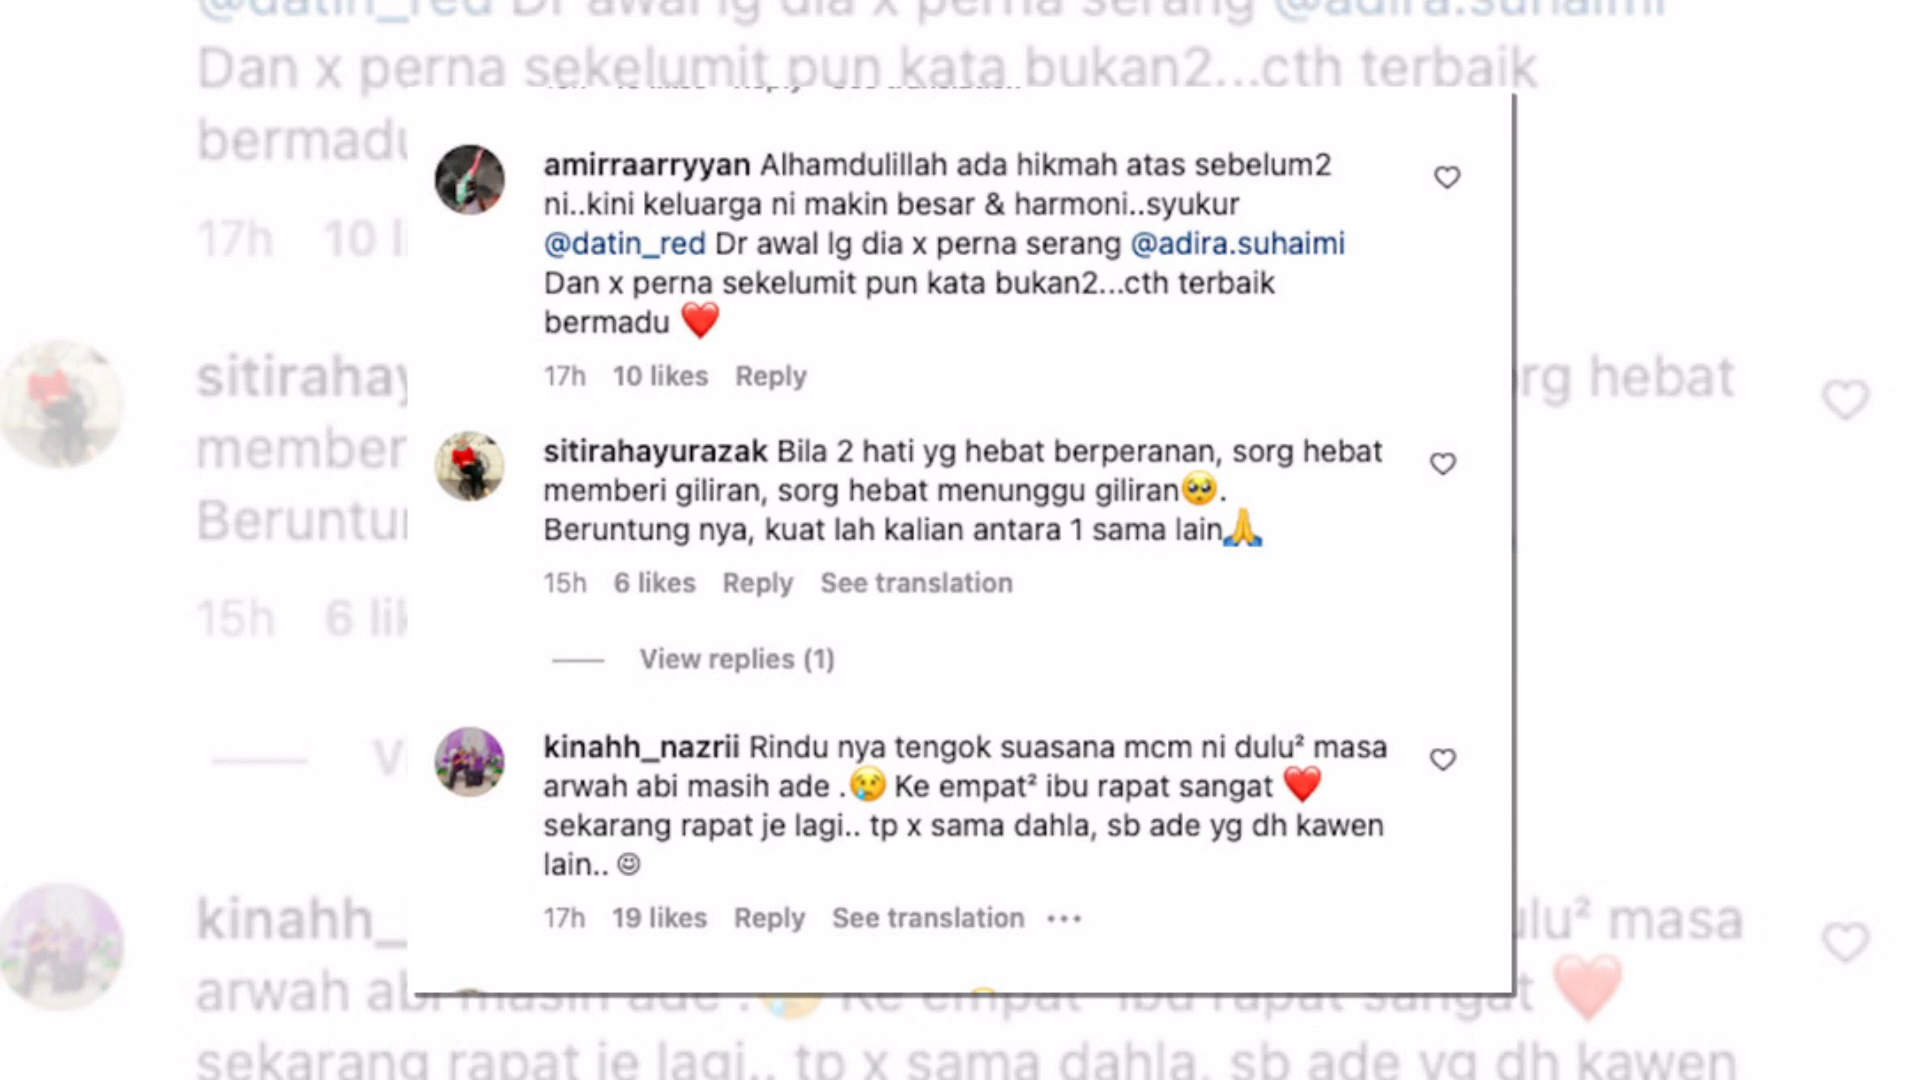 @datin_red Dr awal lg dia x perna serang @adira.suhaimi
Dan x perna sekelumit pun kata bukan2...cth terbaik
bermadu
17h 10 l
sitirahay
rg hebat
member
Beruntu
15h 6 lik
kinahh_
ulu² masa
sekarang rapat je lagi.. tp x sama dahla, sb ade yg dh kawen
amirraarryyan Alhamdulillah ada hikmah atas sebelum2
ni..kini keluarga ni makin besar & harmoni..syukur
@datin_red Dr awal lg dia x perna serang @adira.suhaimi
Dan x perna sekelumit pun kata bukan2...cth terbaik
bermadu ❤️
17h 10 likes Reply
sitirahayurazak Bila 2 hati yg hebat berperanan, sorg hebat
memberi giliran, sorg hebat menunggu giliran🥺.
Beruntung nya, kuat lah kalian antara 1 sama lain🙏
15h 6 likes Reply See translation
View replies (1)
kinahh_nazrii Rindu nya tengok suasana mcm ni dulu² masa
arwah abi masih ade .😢 Ke empat² ibu rapat sangat ❤️
sekarang rapat je lagi.. tp x sama dahla, sb ade yg dh kawen
lain.. ☺
17h 19 likes Reply See translation •••